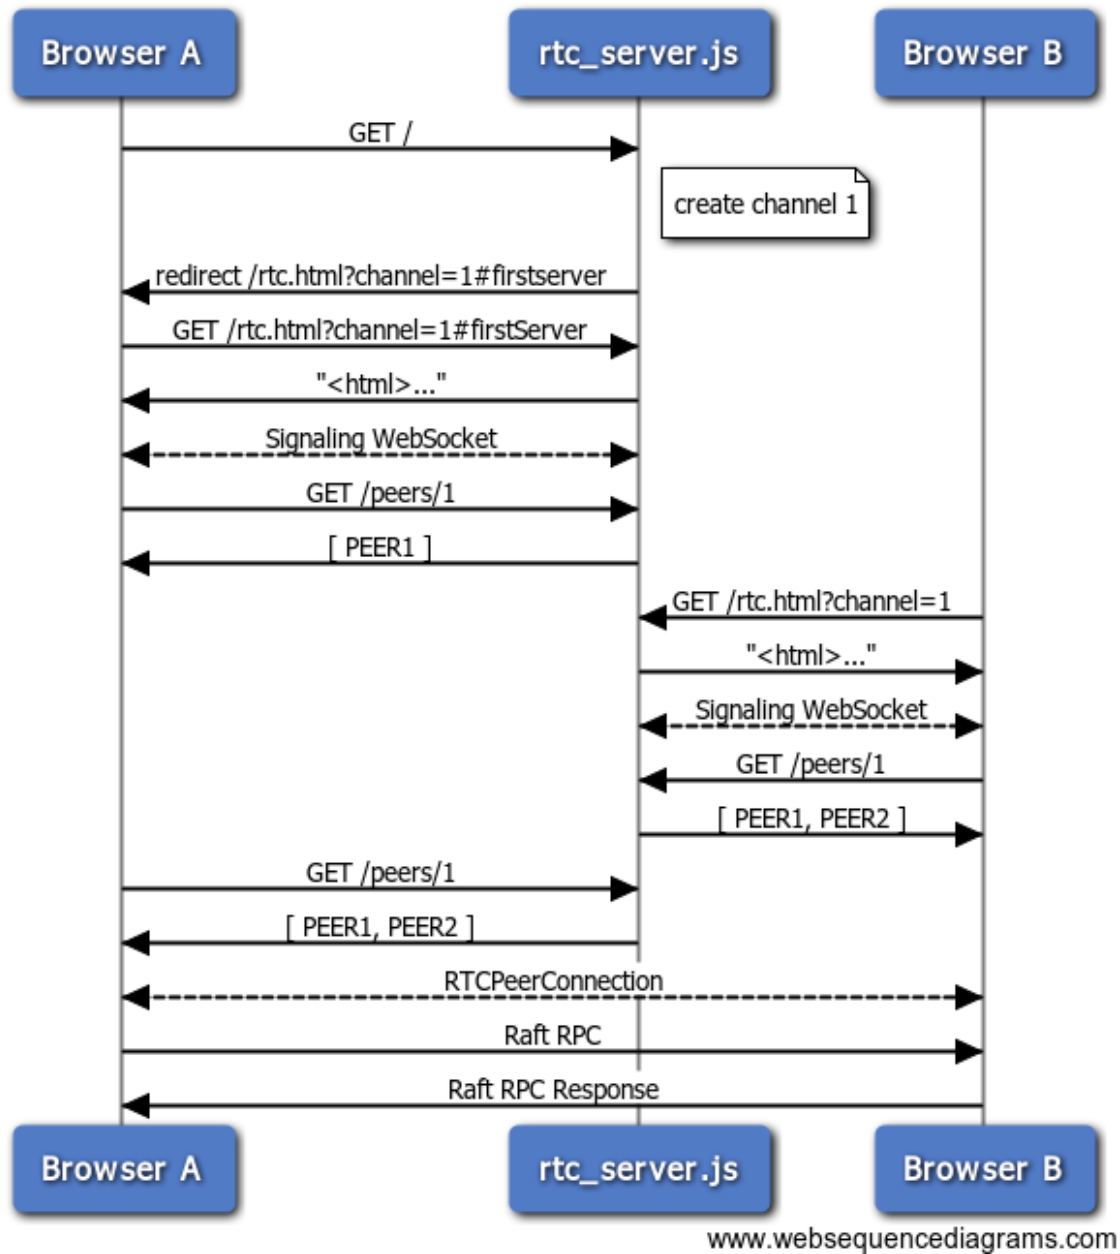 Browser A
rtc_server.js
Browser B
GET /
create channel 1
redirect /rtc.html?channel=1#firstserver
GET /rtc.html?channel=1#firstServer
"<html>..."
Signaling WebSocket
GET /peers/1
[ PEER1 ]
GET /rtc.html?channel=1
"<html>..."
Signaling WebSocket
GET /peers/1
[ PEER1, PEER2 ]
GET /peers/1
[ PEER1, PEER2 ]
RTCPeerConnection
Raft RPC
Raft RPC Response
Browser A
rtc_server.js
Browser B
www.websequencediagrams.com